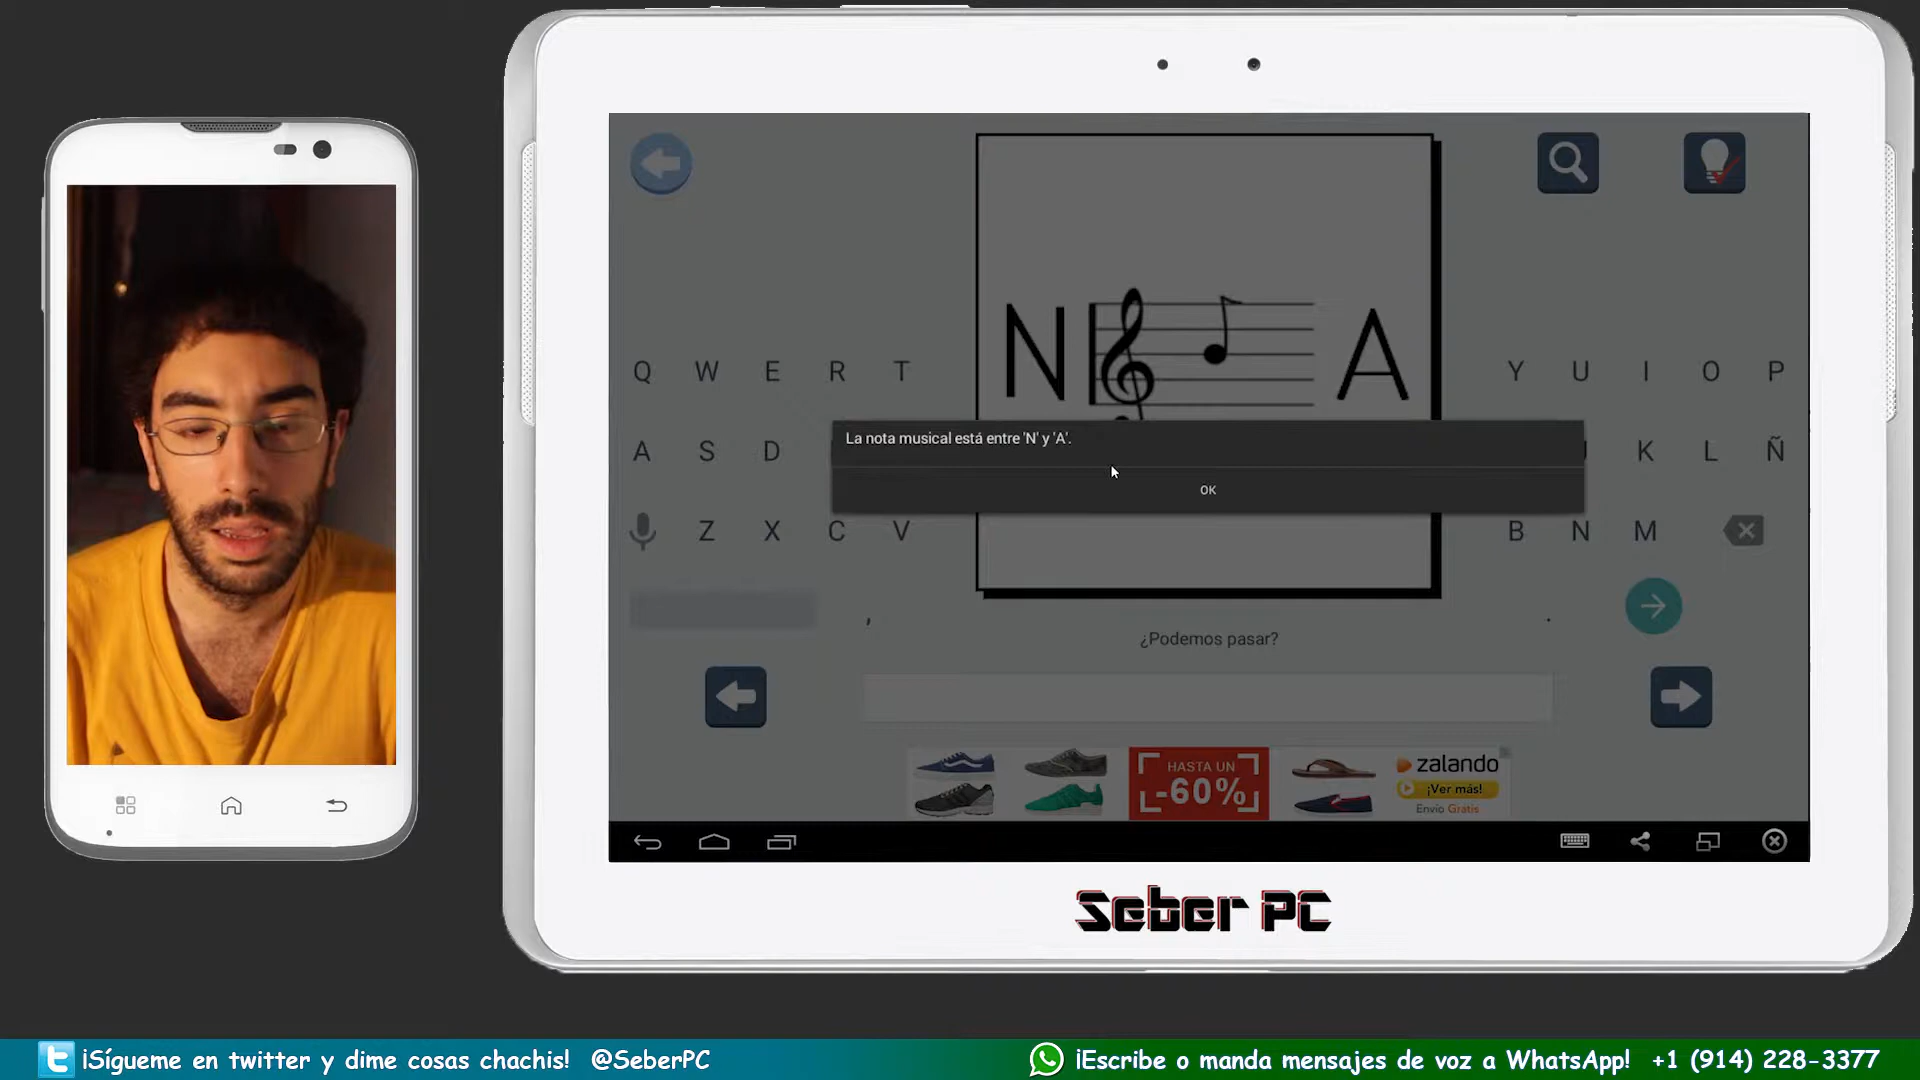 N A
Q W E R T
Y U I O P
La nota musical está entre 'N' y 'A'.
A S D
K L Ñ
OK
Z X C V
B N M
, .
¿Podemos pasar?
HASTA UN
-60%
zalando
¡Ver más!
Envío Gratis
Seber PC
¡Sígueme en twitter y dime cosas chachis! @SeberPC
¡Escribe o manda mensajes de voz a WhatsApp! +1 (914) 228-3377